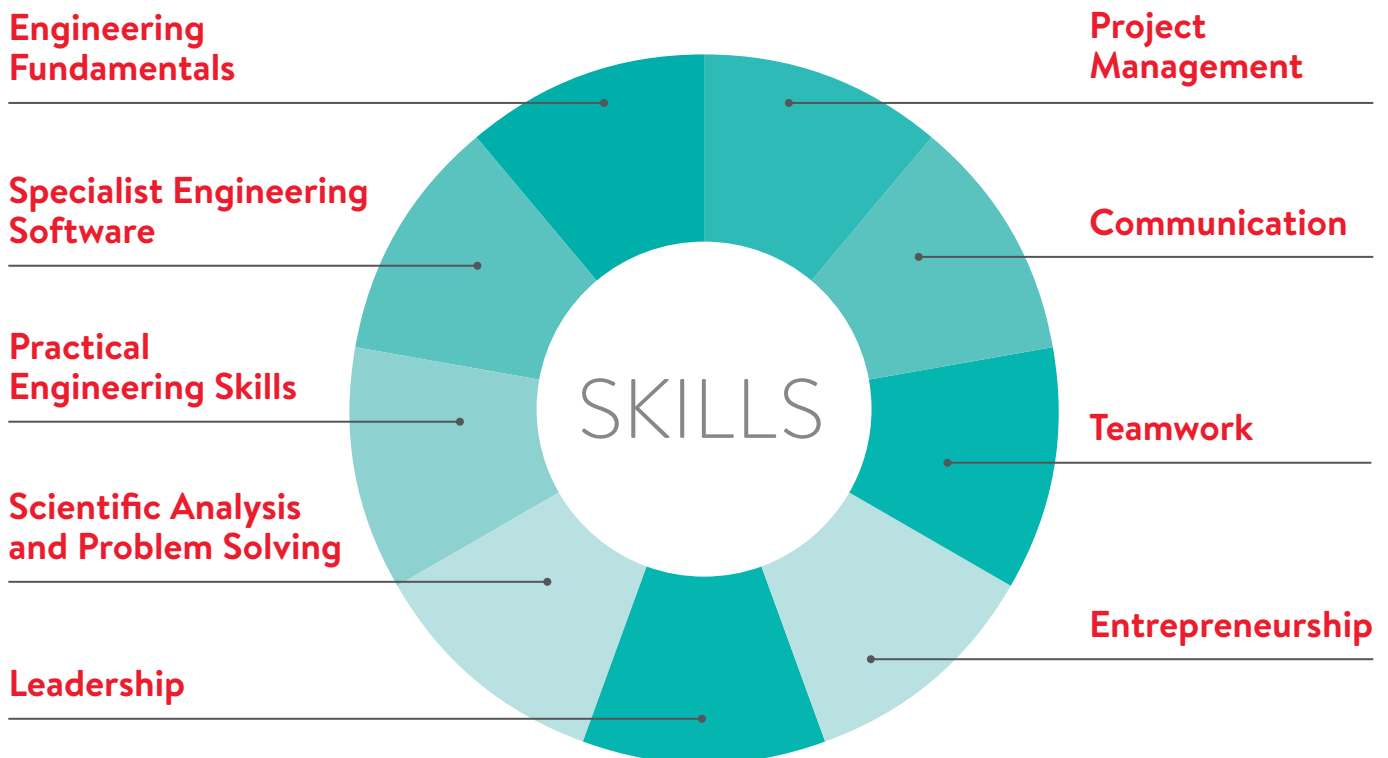 Engineering
Fundamentals
Specialist Engineering
Software
Practical
Engineering Skills
Scientific Analysis
and Problem Solving
Leadership
SKILLS
Project
Management
Communication
Teamwork
Entrepreneurship